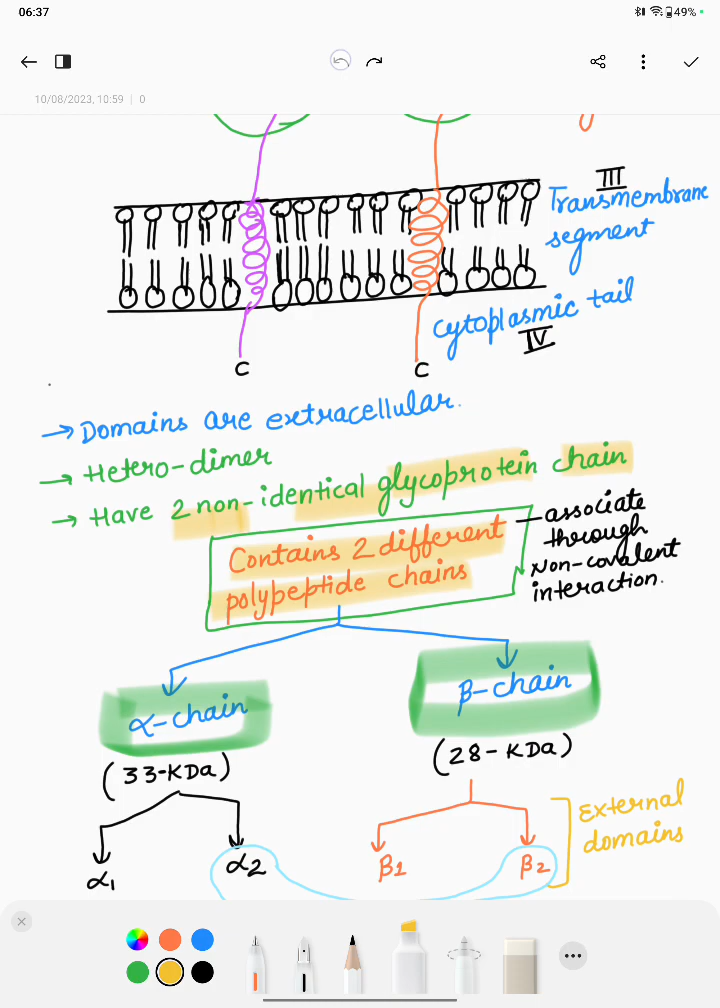 06:37
49%
10/08/2023, 10:59 | 0
III
Transmembrane
segment
cytoplasmic tail
IV
C
C
→ Domains are extracellular.
→ Hetero-dimer
→ Have 2 non-identical glycoprotein chain
Contains 2 different
polypeptide chains
— associate
through
Non-covalent
interaction.
α-chain
β-chain
(33-KDa)
(28-KDa)
External
domains
α1
α2
β1
β2